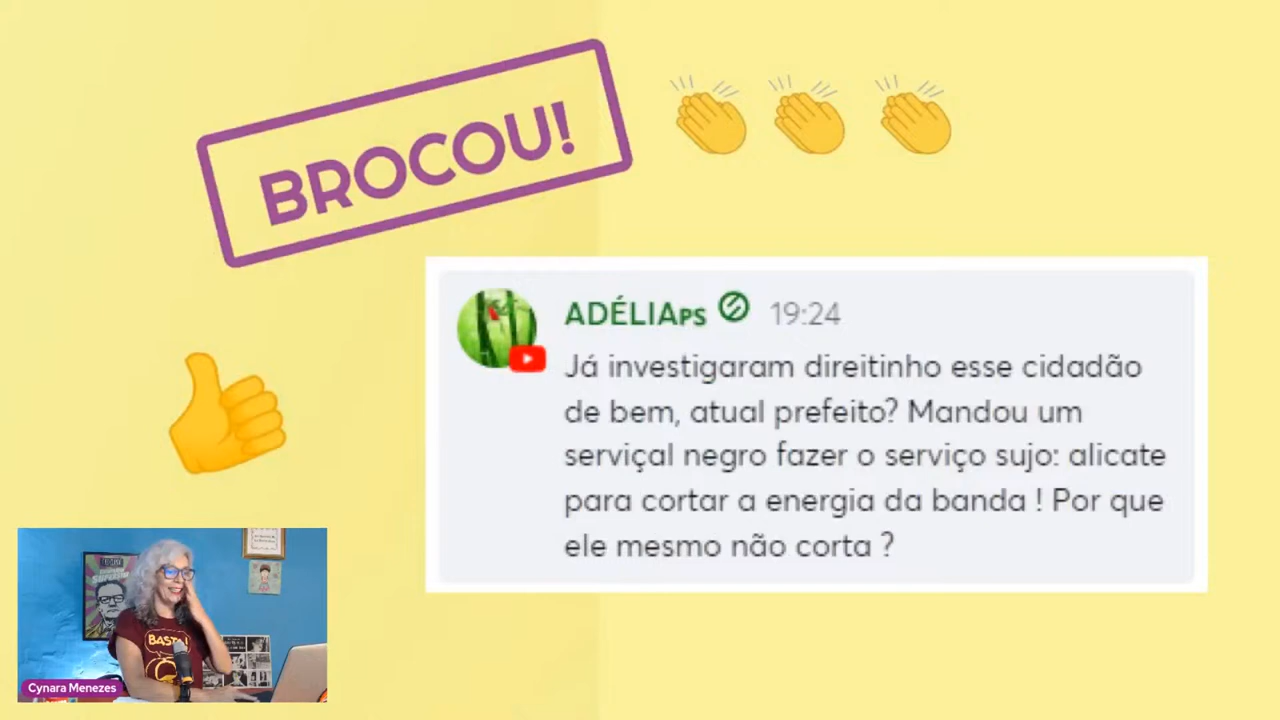 BROCOU!
ADÉLIAPS 19:24
Já investigaram direitinho esse cidadão
de bem, atual prefeito? Mandou um
serviçal negro fazer o serviço sujo: alicate
para cortar a energia da banda ! Por que
ele mesmo não corta ?
BASTA!
Cynara Menezes